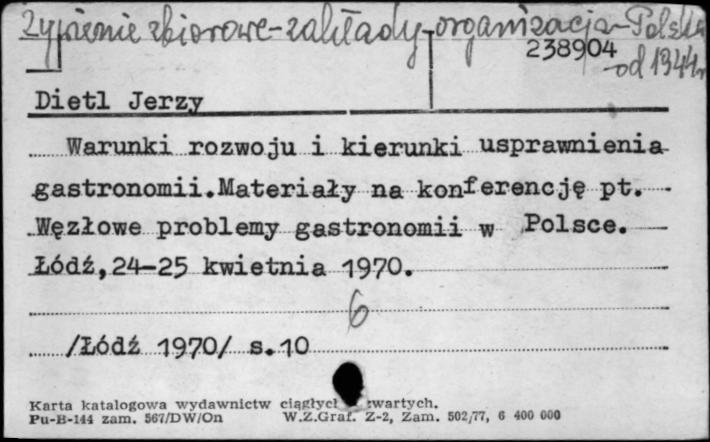 Żywienie zbiorowe-zakłady-organizacja-Polska
238904
od 1944r
Dietl Jerzy
Warunki rozwoju i kierunki usprawnienia
gastronomii.Materiały na konferencję pt.
Węzłowe problemy gastronomii w Polsce.
Łódź,24-25 kwietnia 1970.
6
/Łódź 1970/ s.10
Karta katalogowa wydawnictw ciągłych zwartych.
Pu-B-144 zam. 567/DW/On W.Z.Graf. Z-2, Zam. 502/77, 6 400 000